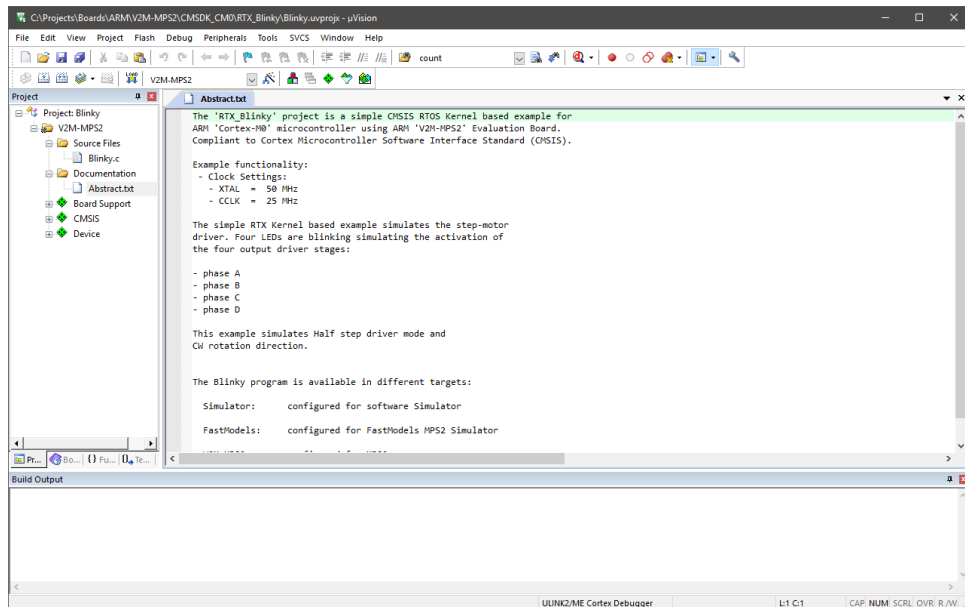 C:\Projects\Boards\ARM\V2M-MPS2\CMSDK_CM0\RTX_Blinky\Blinky.uvprojx - µVision
File Edit View Project Flash Debug Peripherals Tools SVCS Window Help
count
LOAD V2M-MPS2
Project
Project: Blinky
V2M-MPS2
Source Files
Blinky.c
Documentation
Abstract.txt
Board Support
CMSIS
Device
Pr... Bo... {} Fu... Te...
Abstract.txt
The 'RTX_Blinky' project is a simple CMSIS RTOS Kernel based example for
ARM 'Cortex-M0' microcontroller using ARM 'V2M-MPS2' Evaluation Board.
Compliant to Cortex Microcontroller Software Interface Standard (CMSIS).
Example functionality:
- Clock Settings:
- XTAL = 50 MHz
- CCLK = 25 MHz
The simple RTX Kernel based example simulates the step-motor
driver. Four LEDs are blinking simulating the activation of
the four output driver stages:
- phase A
- phase B
- phase C
- phase D
This example simulates Half step driver mode and
CW rotation direction.
The Blinky program is available in different targets:
Simulator: configured for software Simulator
FastModels: configured for FastModels MPS2 Simulator
Build Output
ULINK2/ME Cortex Debugger L:1 C:1 CAP NUM SCRL OVR R/W